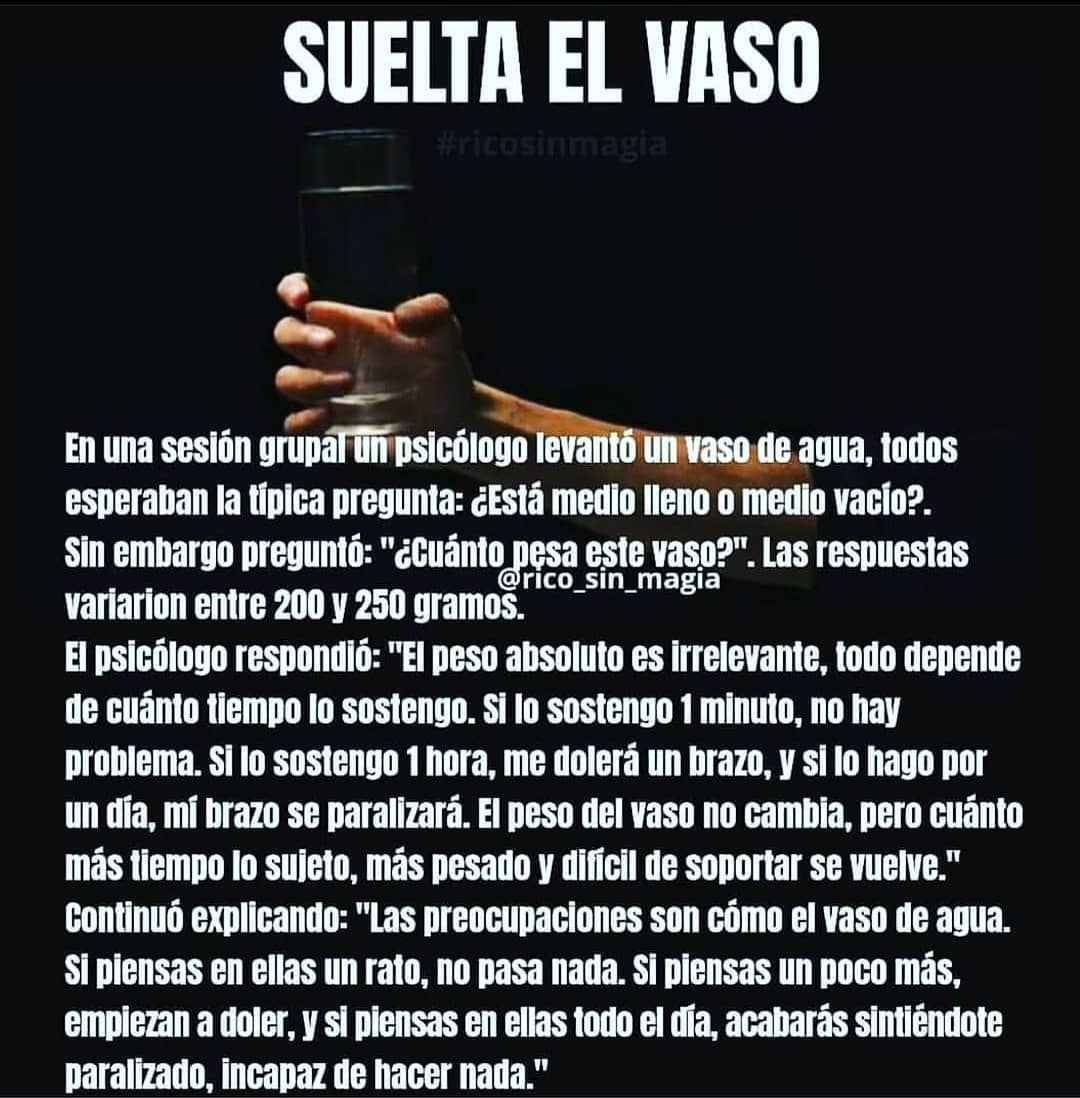 SUELTA EL VASO
#ricosinmagia
En una sesión grupal un psicólogo levantó un vaso de agua, todos
esperaban la típica pregunta: ¿Está medio lleno o medio vacío?.
Sin embargo preguntó: "¿Cuánto pesa este vaso?". Las respuestas
@rico_sin_magia
variarion entre 200 y 250 gramos.
El psicólogo respondió: "El peso absoluto es irrelevante, todo depende
de cuánto tiempo lo sostengo. Si lo sostengo 1 minuto, no hay
problema. Si lo sostengo 1 hora, me dolerá un brazo, y si lo hago por
un día, mí brazo se paralizará. El peso del vaso no cambia, pero cuánto
más tiempo lo sujeto, más pesado y difícil de soportar se vuelve."
Continuó explicando: "Las preocupaciones son cómo el vaso de agua.
Si piensas en ellas un rato, no pasa nada. Si piensas un poco más,
empiezan a doler, y si piensas en ellas todo el día, acabarás sintiéndote
paralizado, incapaz de hacer nada."